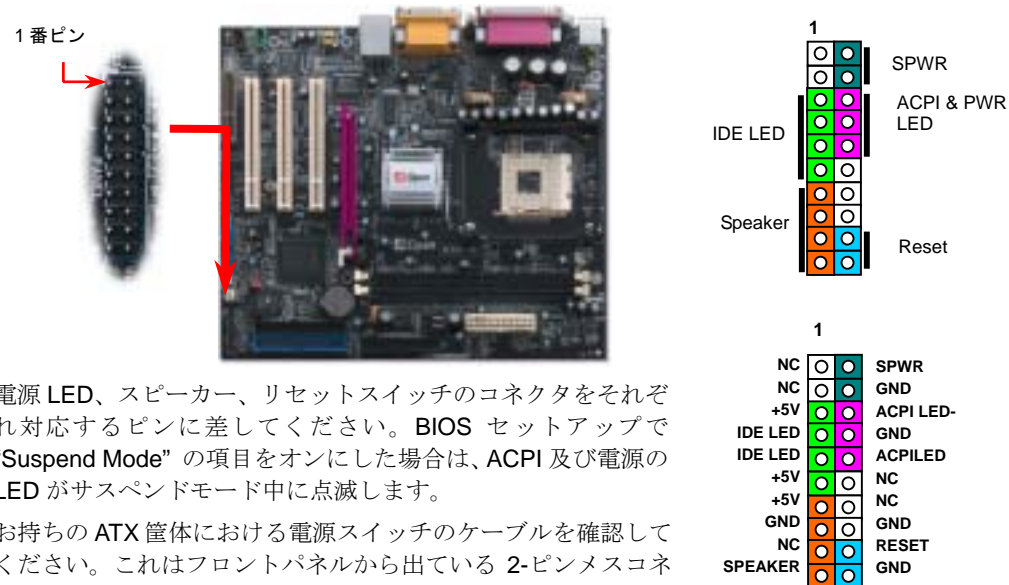 1 番ピン
1
SPWR
ACPI & PWR
LED
IDE LED
Speaker
Reset
電源 LED、スピーカー、リセットスイッチのコネクタをそれぞ
れ対応するピンに差してください。BIOS セットアップで
“Suspend Mode” の項目をオンにした場合は、ACPI 及び電源の
LED がサスペンドモード中に点滅します。
お持ちの ATX 筐体における電源スイッチのケーブルを確認して
ください。これはフロントパネルから出ている 2-ピンメスコネ
1
NC SPWR
NC GND
+5V ACPI LED-
IDE LED GND
IDE LED ACPILED
+5V NC
+5V NC
GND GND
NC RESET
SPEAKER GND